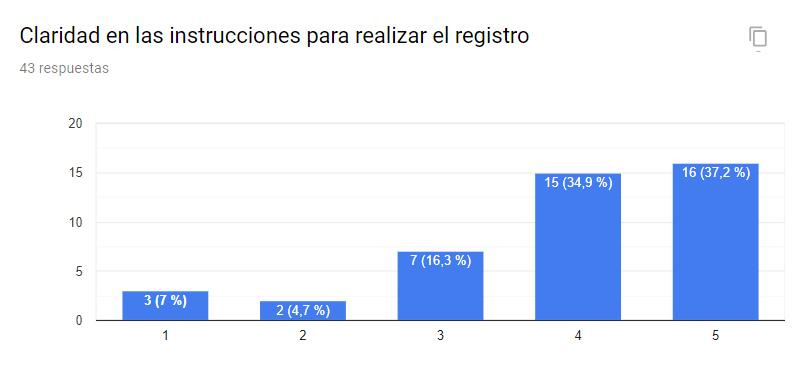 Claridad en las instrucciones para realizar el registro
43 respuestas
20
15
10
5
0
3 (7 %)
2 (4,7 %)
7 (16,3 %)
15 (34,9 %)
16 (37,2 %)
1 2 3 4 5